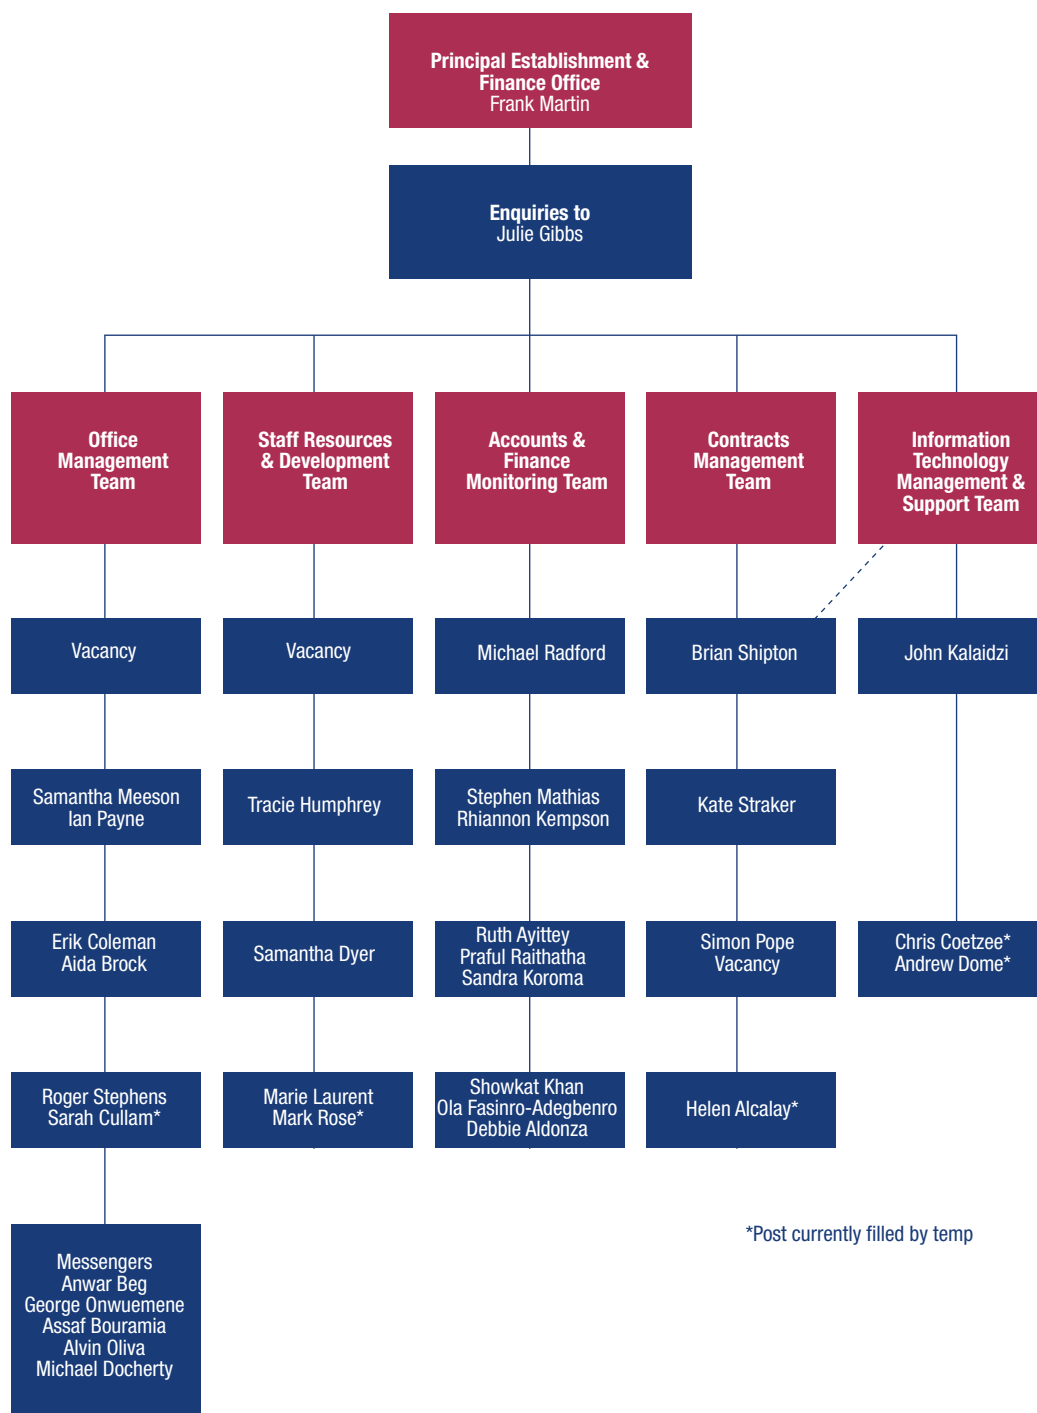 Principal Establishment &
Finance Office
Frank Martin
Enquiries to
Julie Gibbs
Office
Management
Team
Staff Resources
& Development
Team
Accounts &
Finance
Monitoring Team
Contracts
Management
Team
Information
Technology
Management &
Support Team
Vacancy
Vacancy
Michael Radford
Brian Shipton
John Kalaidzi
Samantha Meeson
Ian Payne
Tracie Humphrey
Stephen Mathias
Rhiannon Kempson
Kate Straker
Erik Coleman
Aida Brock
Samantha Dyer
Ruth Ayittey
Praful Raithatha
Sandra Koroma
Simon Pope
Vacancy
Chris Coetzee*
Andrew Dome*
Roger Stephens
Sarah Cullam*
Marie Laurent
Mark Rose*
Showkat Khan
Ola Fasinro-Adegbenro
Debbie Aldonza
Helen Alcalay*
Messengers
Anwar Beg
George Onwuemene
Assaf Bouramia
Alvin Oliva
Michael Docherty
*Post currently filled by temp